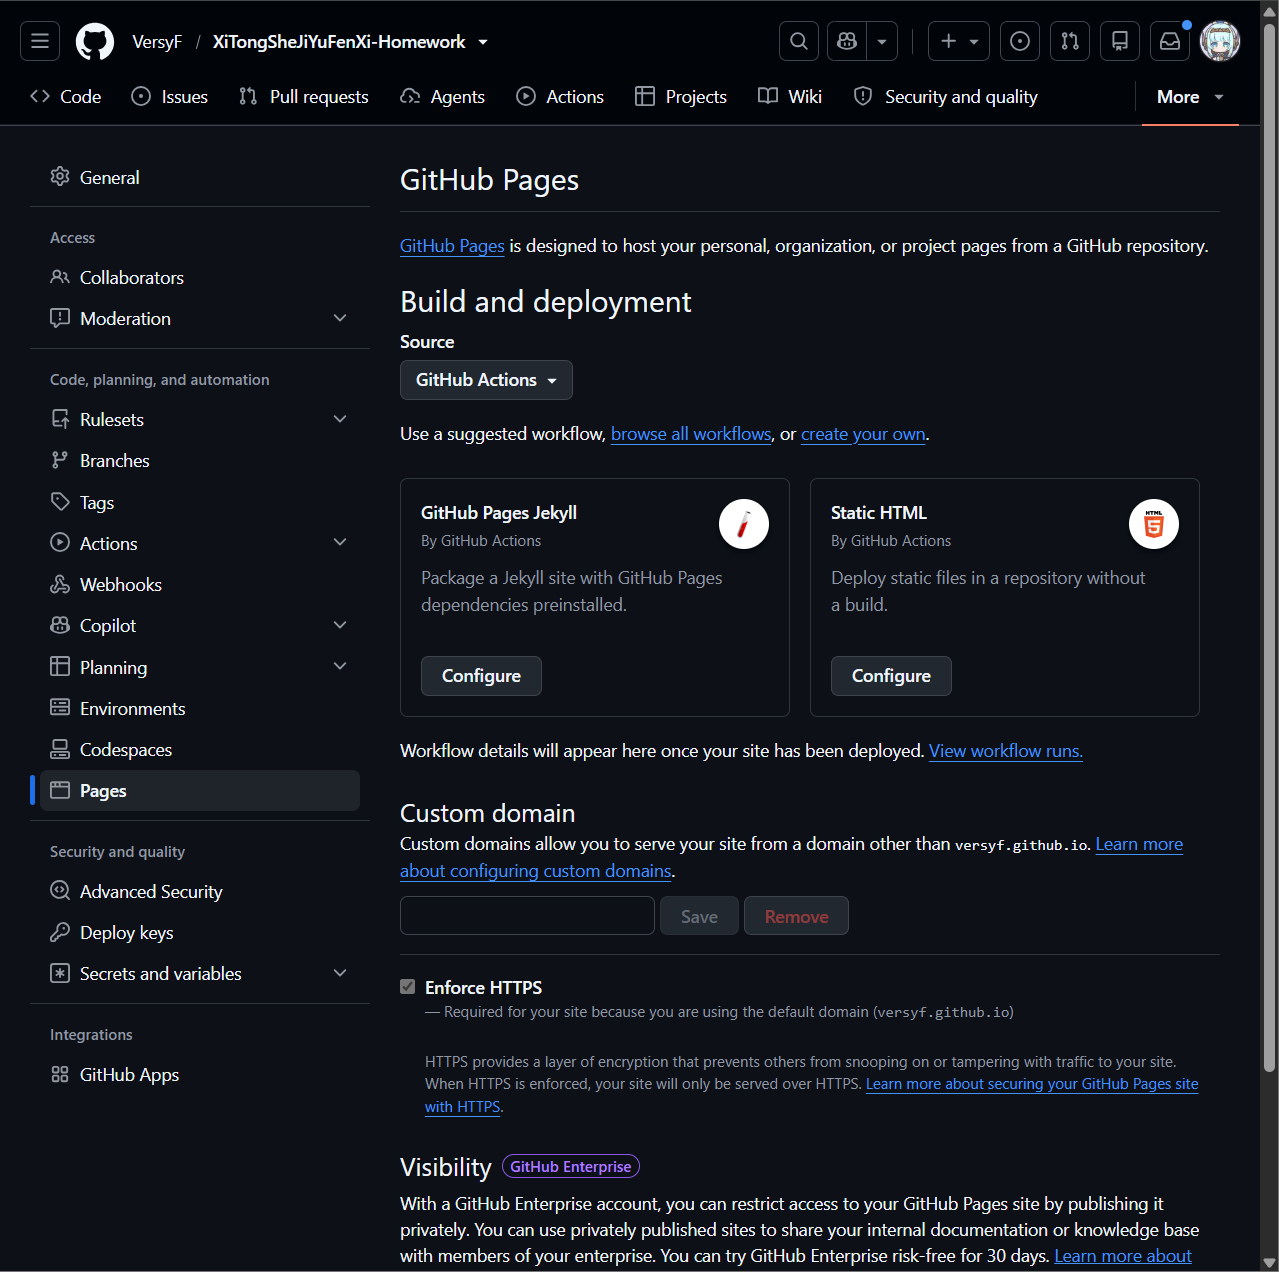 VersyF / XiTongSheJiYuFenXi-Homework
Code Issues Pull requests Agents Actions Projects Wiki Security and quality More
General
Access
Collaborators
Moderation
Code, planning, and automation
Rulesets
Branches
Tags
Actions
Webhooks
Copilot
Planning
Environments
Codespaces
Pages
Security and quality
Advanced Security
Deploy keys
Secrets and variables
Integrations
GitHub Apps
GitHub Pages
GitHub Pages is designed to host your personal, organization, or project pages from a GitHub repository.
Build and deployment
Source
GitHub Actions
Use a suggested workflow, browse all workflows, or create your own.
GitHub Pages Jekyll
By GitHub Actions
Package a Jekyll site with GitHub Pages
dependencies preinstalled.
Configure
Static HTML
By GitHub Actions
Deploy static files in a repository without
a build.
Configure
HTML
5
Workflow details will appear here once your site has been deployed. View workflow runs.
Custom domain
Custom domains allow you to serve your site from a domain other than versyf.github.io. Learn more
about configuring custom domains.
Save Remove
Enforce HTTPS
— Required for your site because you are using the default domain (versyf.github.io)
HTTPS provides a layer of encryption that prevents others from snooping on or tampering with traffic to your site.
When HTTPS is enforced, your site will only be served over HTTPS. Learn more about securing your GitHub Pages site
with HTTPS.
Visibility GitHub Enterprise
With a GitHub Enterprise account, you can restrict access to your GitHub Pages site by publishing it
privately. You can use privately published sites to share your internal documentation or knowledge base
with members of your enterprise. You can try GitHub Enterprise risk-free for 30 days. Learn more about